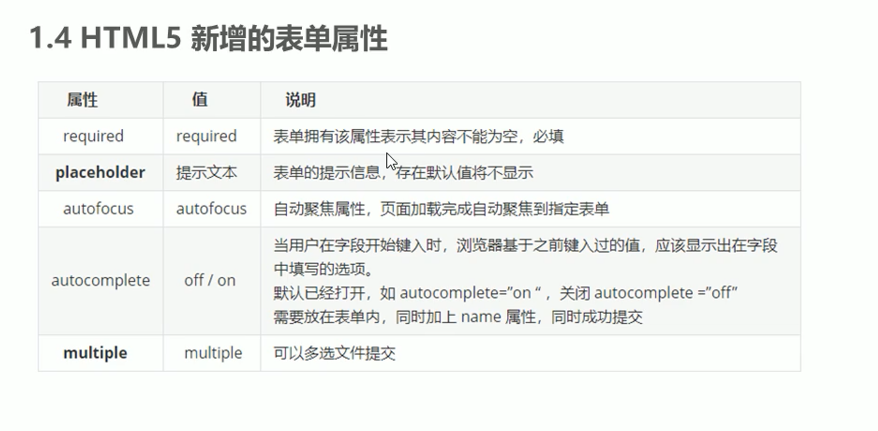 1.4 HTML5 新增的表单属性
属性 值 说明
required required 表单拥有该属性表示其内容不能为空，必填
placeholder 提示文本 表单的提示信息，存在默认值将不显示
autofocus autofocus 自动聚焦属性，页面加载完成自动聚焦到指定表单
autocomplete off / on 当用户在字段开始键入时，浏览器基于之前键入过的值，应该显示出在字段
中填写的选项。
默认已经打开，如 autocomplete=”on “ ，关闭 autocomplete =”off”
需要放在表单内，同时加上 name 属性，同时成功提交
multiple multiple 可以多选文件提交